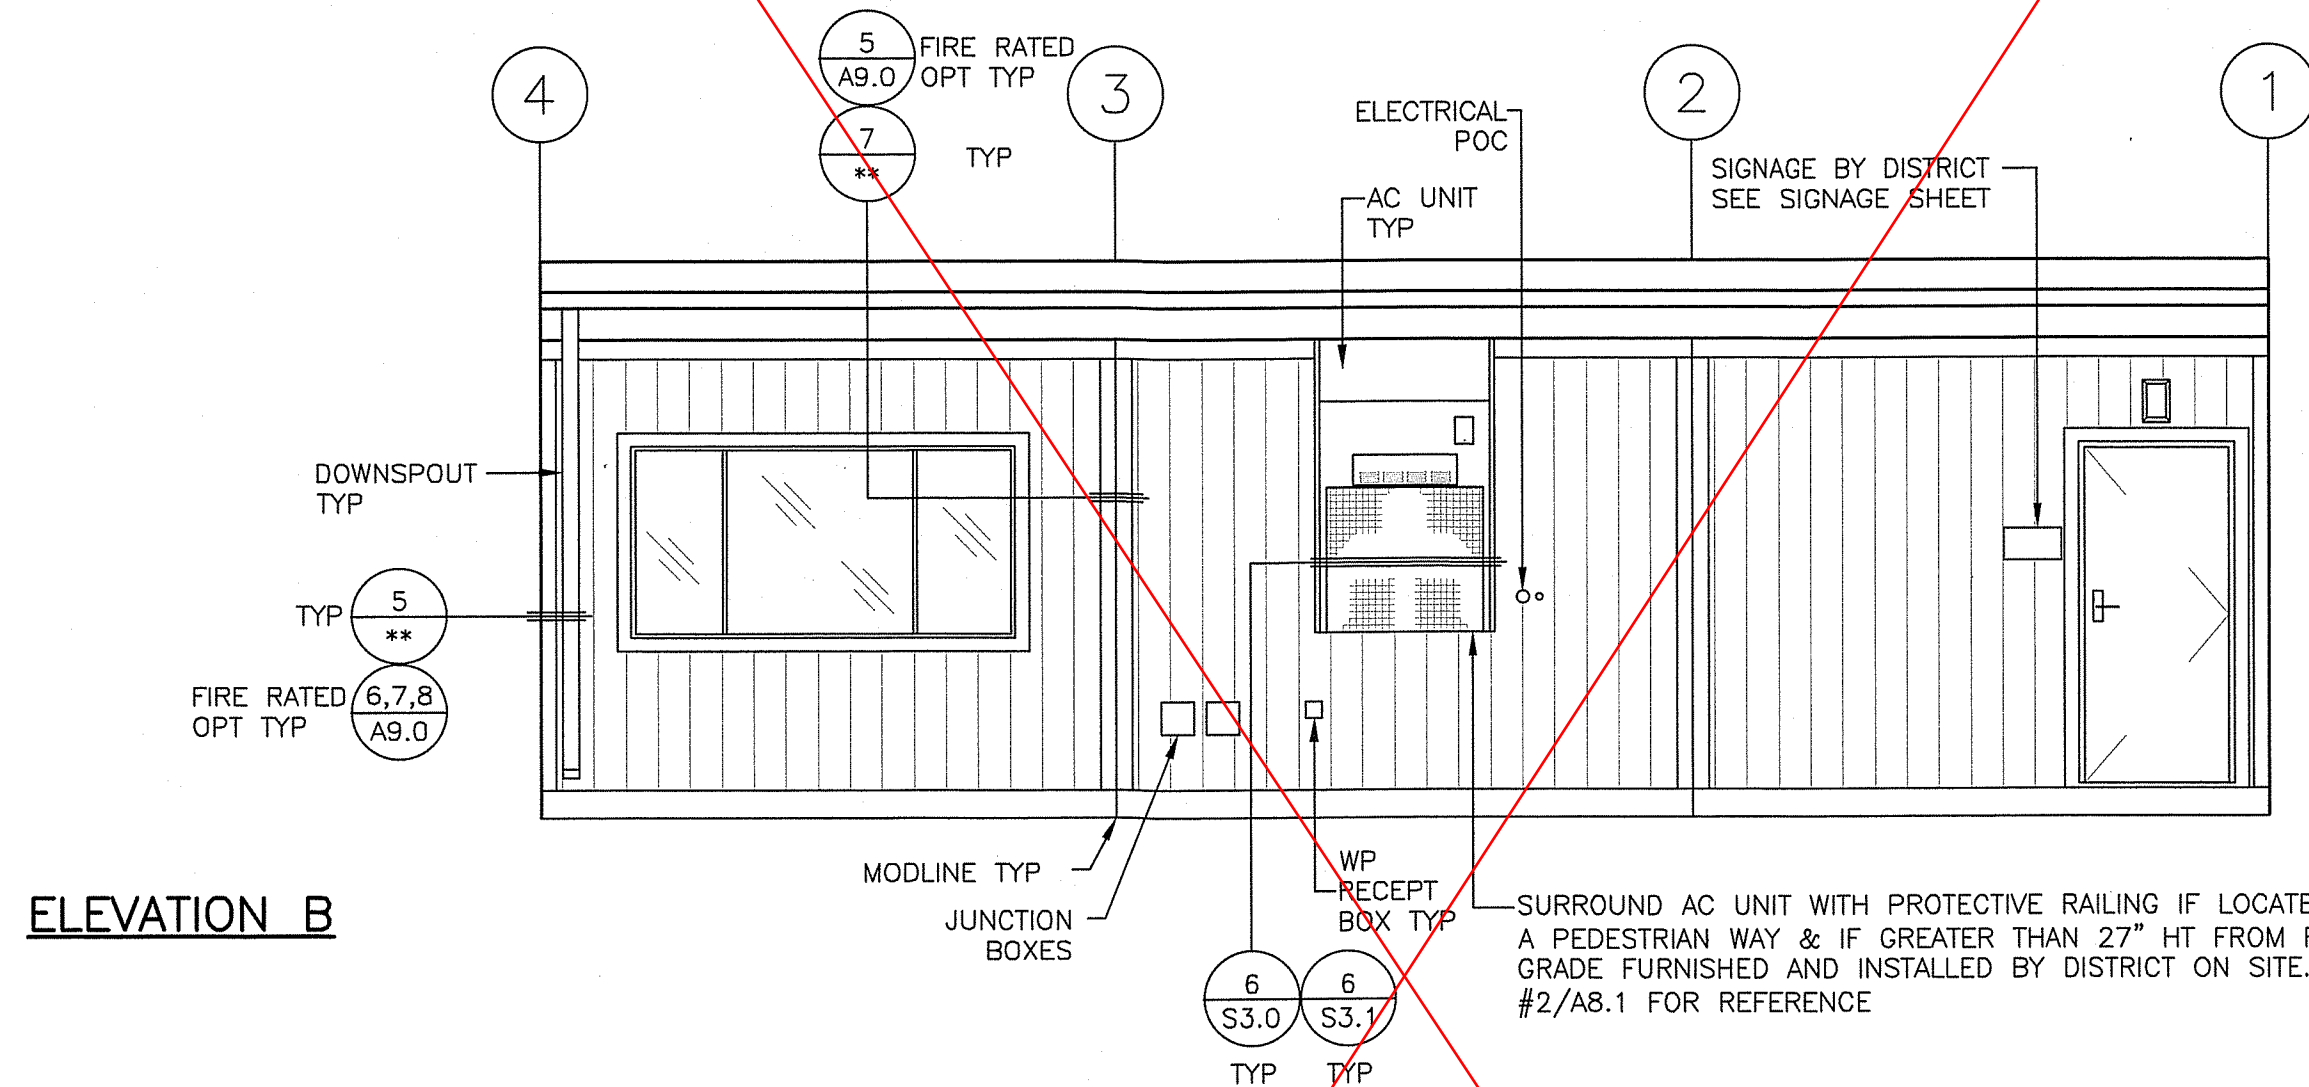 5
A9.0
FIRE RATED
OPT TYP
4
3
2
1
7
**
TYP
ELECTRICAL
POC
AC UNIT
TYP
SIGNAGE BY DISTRICT
SEE SIGNAGE SHEET
DOWNSPOUT
TYP
TYP
5
**
FIRE RATED
OPT TYP
6,7,8
A9.0
MODLINE TYP
JUNCTION
BOXES
WP
RECEPT
BOX TYP
ELEVATION B
SURROUND AC UNIT WITH PROTECTIVE RAILING IF LOCATE
A PEDESTRIAN WAY & IF GREATER THAN 27" HT FROM
GRADE FURNISHED AND INSTALLED BY DISTRICT ON SITE.
#2/A8.1 FOR REFERENCE
6
S3.0
TYP
6
S3.1
TYP